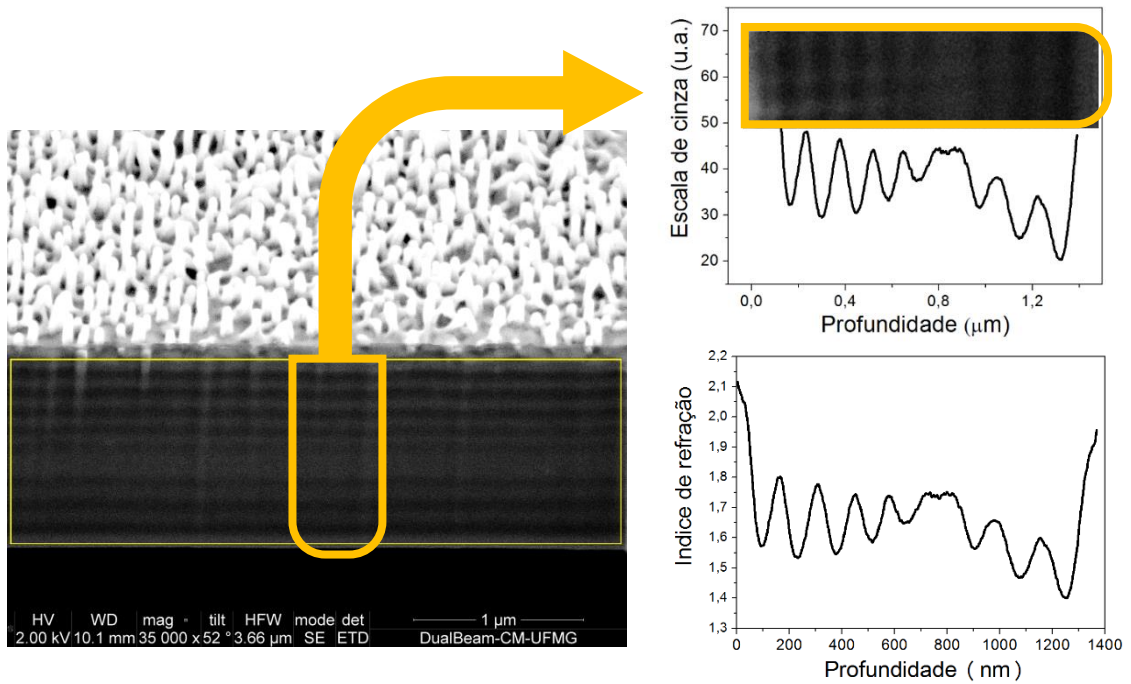 HV WD mag ▫ tilt HFW mode det
2.00 kV 10.1 mm 35 000 x 52 ° 3.66 µm SE ETD
1 µm
DualBeam-CM-UFMG
Escala de cinza (u.a.)
70
60
50
40
30
20
0,0 0,4 0,8 1,2
Profundidade (µm)
Indice de refração
2,2
2,1
2,0
1,9
1,8
1,7
1,6
1,5
1,4
1,3
0 200 400 600 800 1000 1200 1400
Profundidade ( nm)